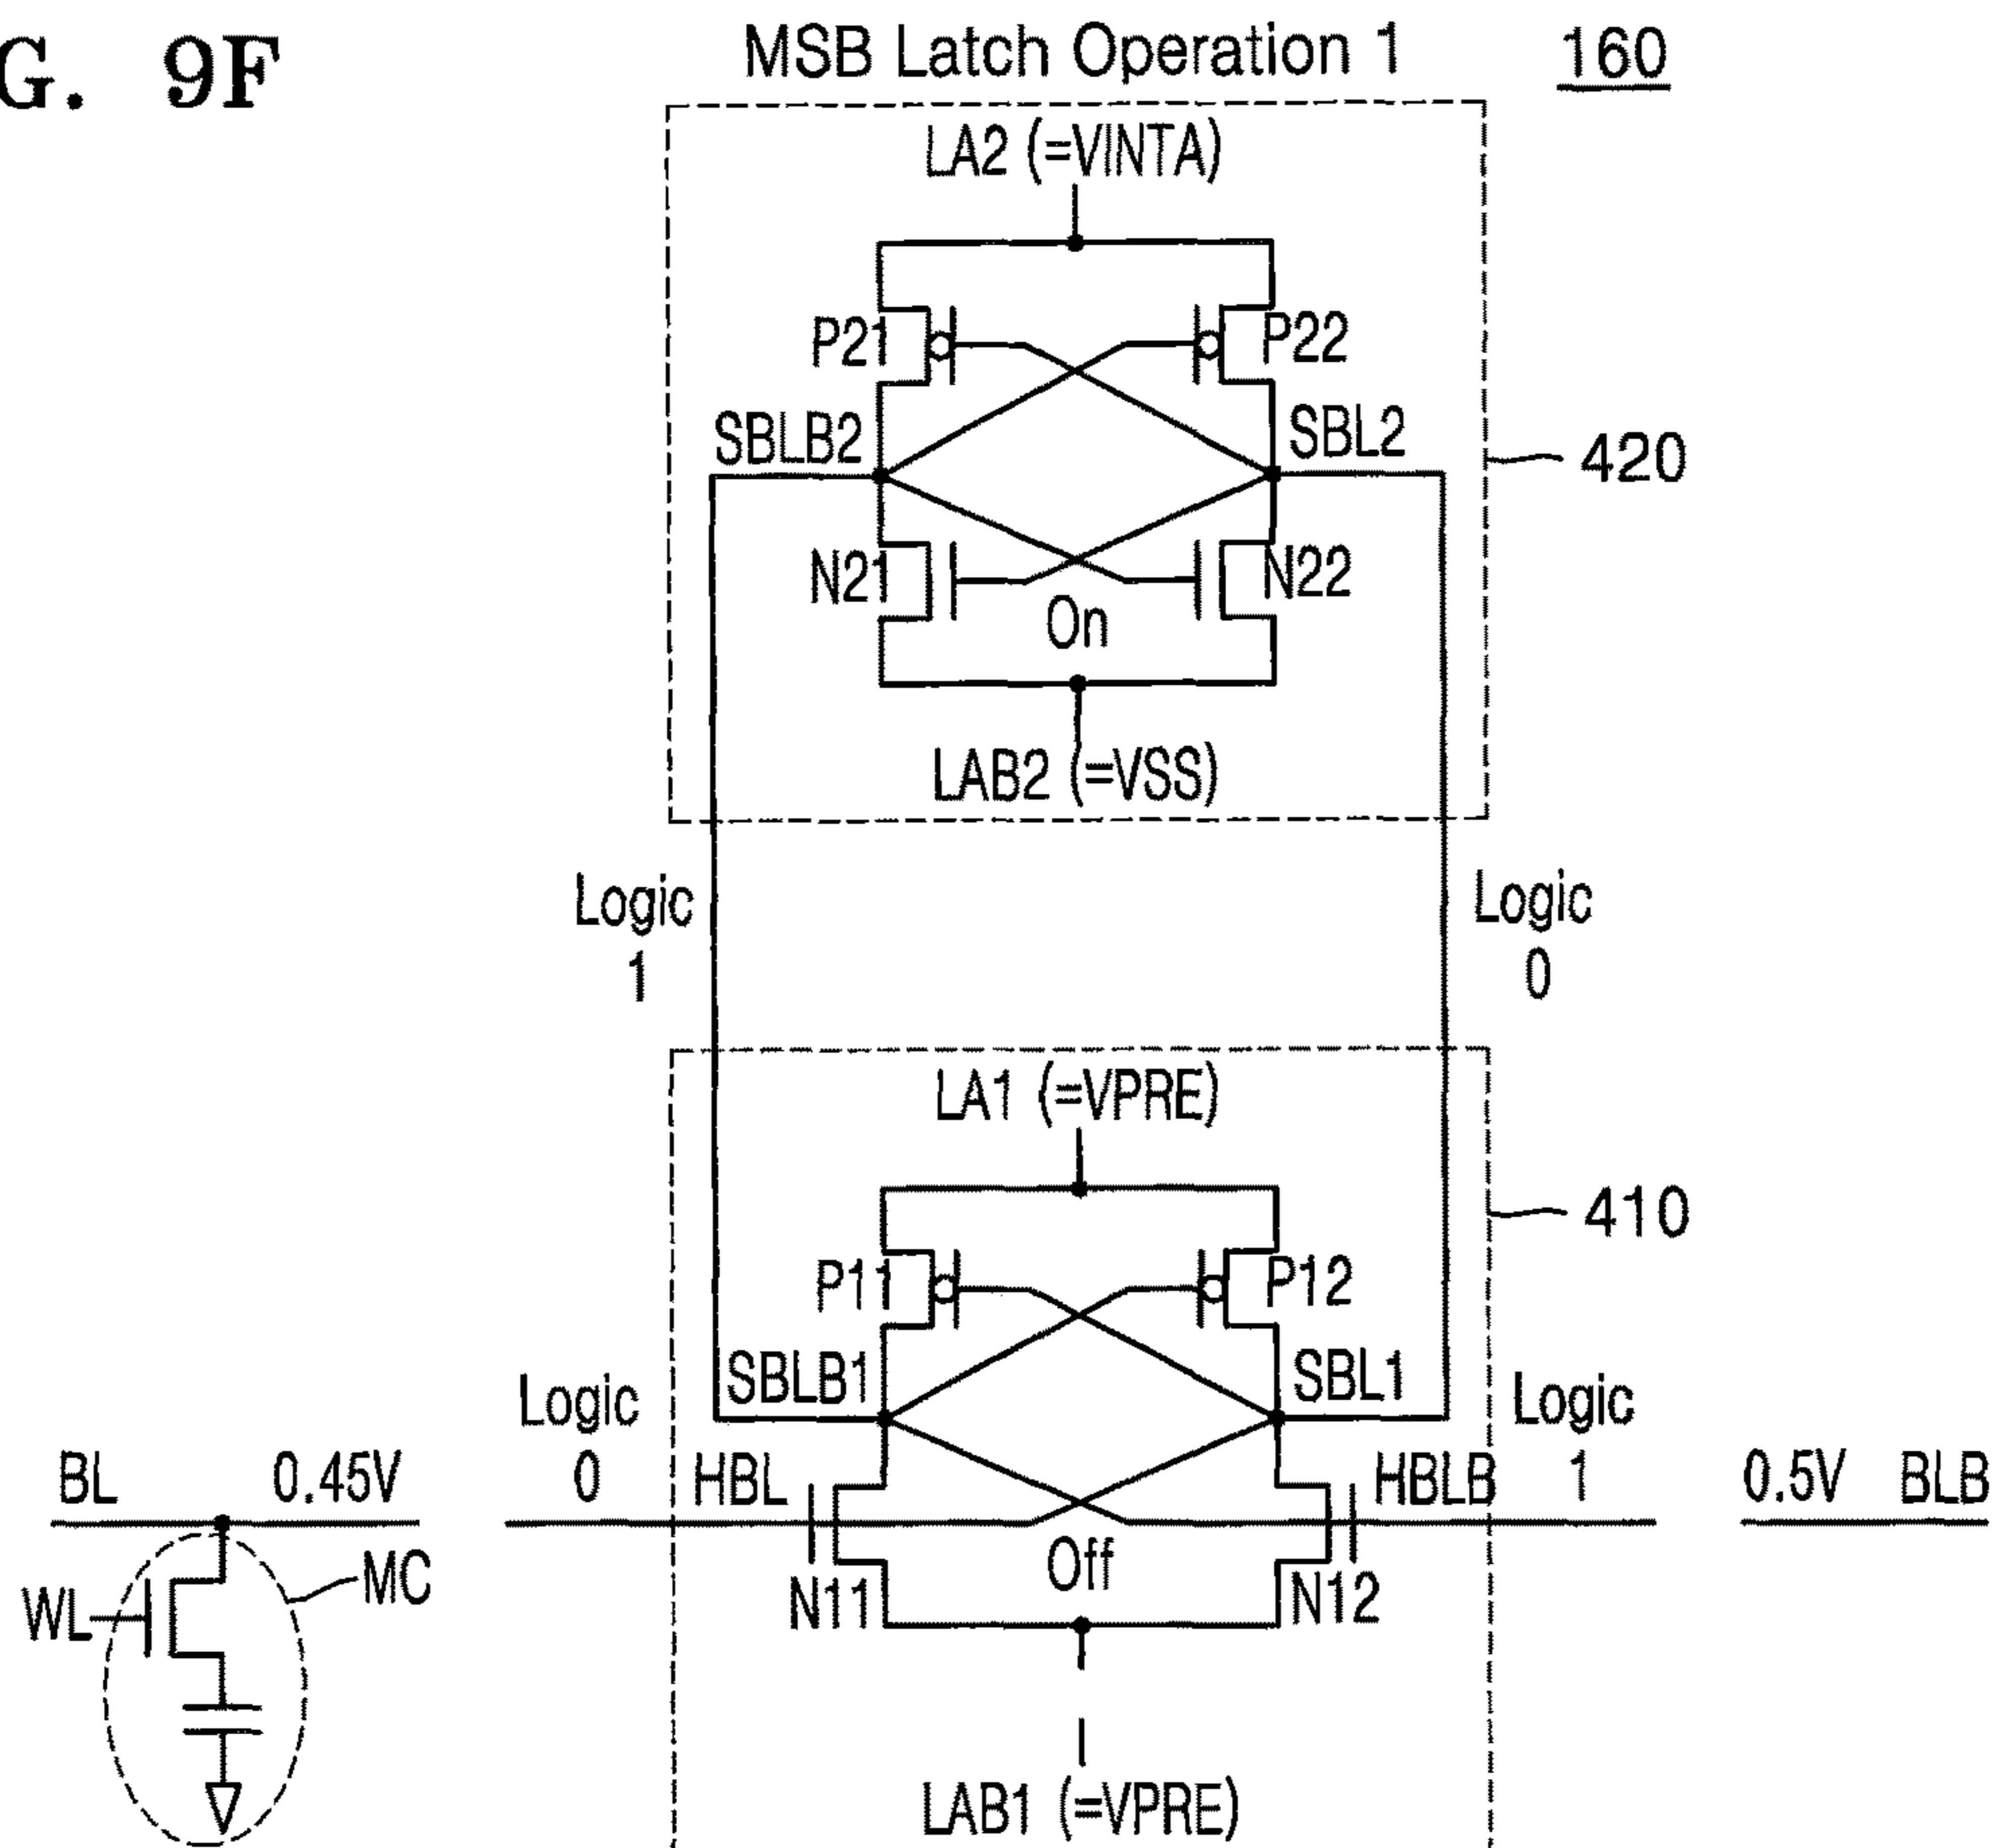 G. 9F
MSB Latch Operation 1
160
LA2 (=VINTA)
P21
P22
SBLB2
SBL2
420
N21
N22
On
LAB2 (=VSS)
Logic
1
Logic
0
LA1 (=VPRE)
410
P11
P12
SBLB1
SBL1
Logic
0
Logic
1
BL
0.45V
HBL
HBLB
0.5V
BLB
Off
WL
MC
N11
N12
LAB1 (=VPRE)